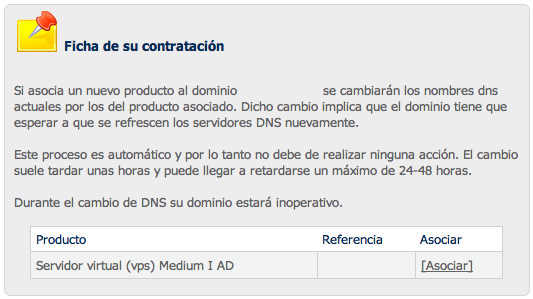 Ficha de su contratación
Si asocia un nuevo producto al dominio se cambiarán los nombres dns
actuales por los del producto asociado. Dicho cambio implica que el dominio tiene que
esperar a que se refrescen los servidores DNS nuevamente.
Este proceso es automático y por lo tanto no debe de realizar ninguna acción. El cambio
suele tardar unas horas y puede llegar a retardarse un máximo de 24-48 horas.
Durante el cambio de DNS su dominio estará inoperativo.
Producto Referencia Asociar
Servidor virtual (vps) Medium I AD [Asociar]